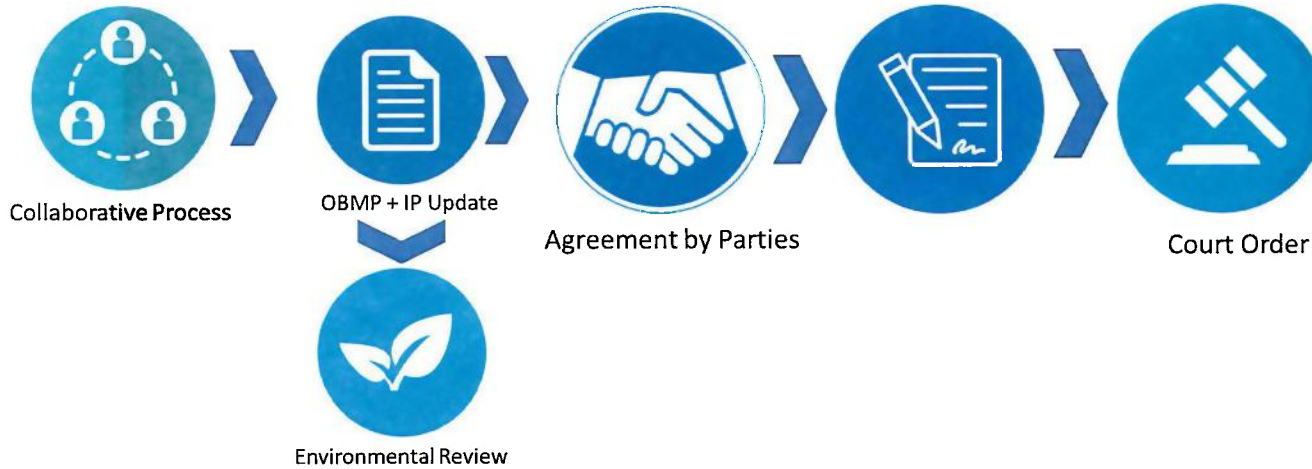 Collaborative Process
OBMP + IP Update
Agreement by Parties
Court Order
Environmental Review